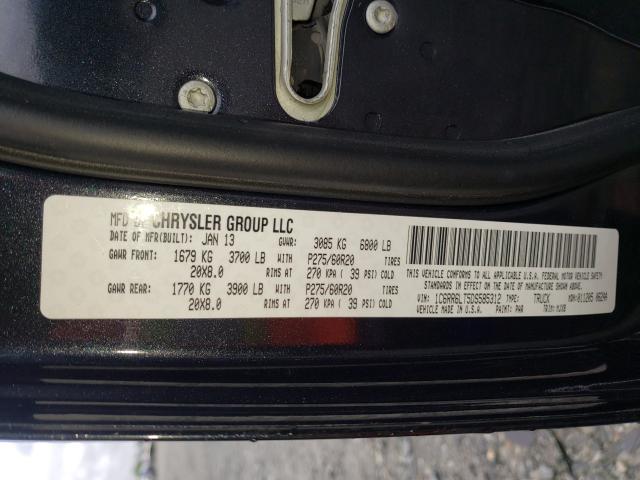 MFD BY CHRYSLER GROUP LLC
DATE OF MFR(BUILT): JAN 13 GVWR: 3085 KG 6800 LB
GAWR FRONT: 1679 KG 3700 LB WITH P275/60R20 TIRES
20X8.0 RIMS AT 270 KPA ( 39 PSI) COLD
GAWR REAR: 1770 KG 3900 LB WITH P275/60R20 TIRES
20X8.0 RIMS AT 270 KPA ( 39 PSI) COLD
THIS VEHICLE CONFORMS TO ALL APPLICABLE U.S.A. FEDERAL MOTOR VEHICLE SAFETY
STANDARDS IN EFFECT ON THE DATE OF MANUFACTURE SHOWN ABOVE.
VIN: 1C6RR6LT5DS585312 TYPE: TRUCK MDH: 011205 062AA
VEHICLE MADE IN U.S.A. PAINT: PAR TRIM: